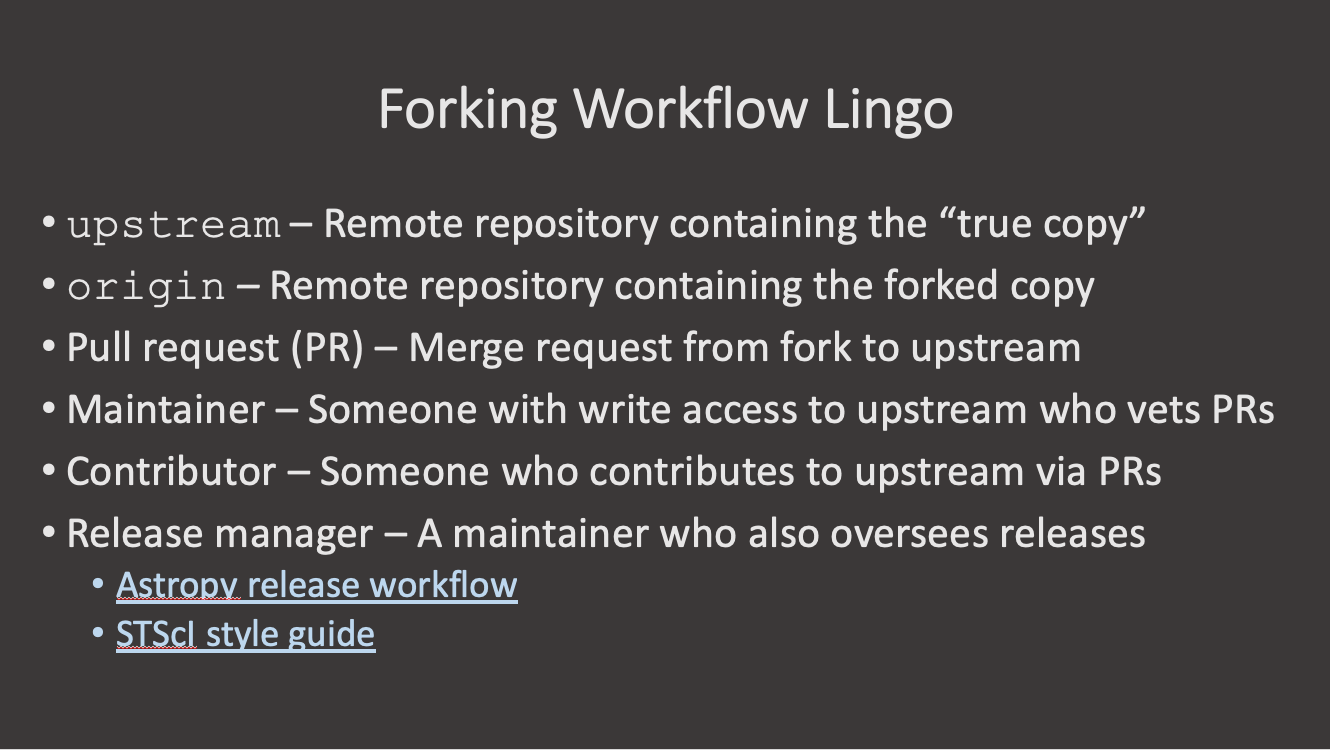 Forking Workflow Lingo
• upstream – Remote repository containing the “true copy”
• origin – Remote repository containing the forked copy
• Pull request (PR) – Merge request from fork to upstream
• Maintainer – Someone with write access to upstream who vets PRs
• Contributor – Someone who contributes to upstream via PRs
• Release manager – A maintainer who also oversees releases
• Astropy release workflow
• STScI style guide